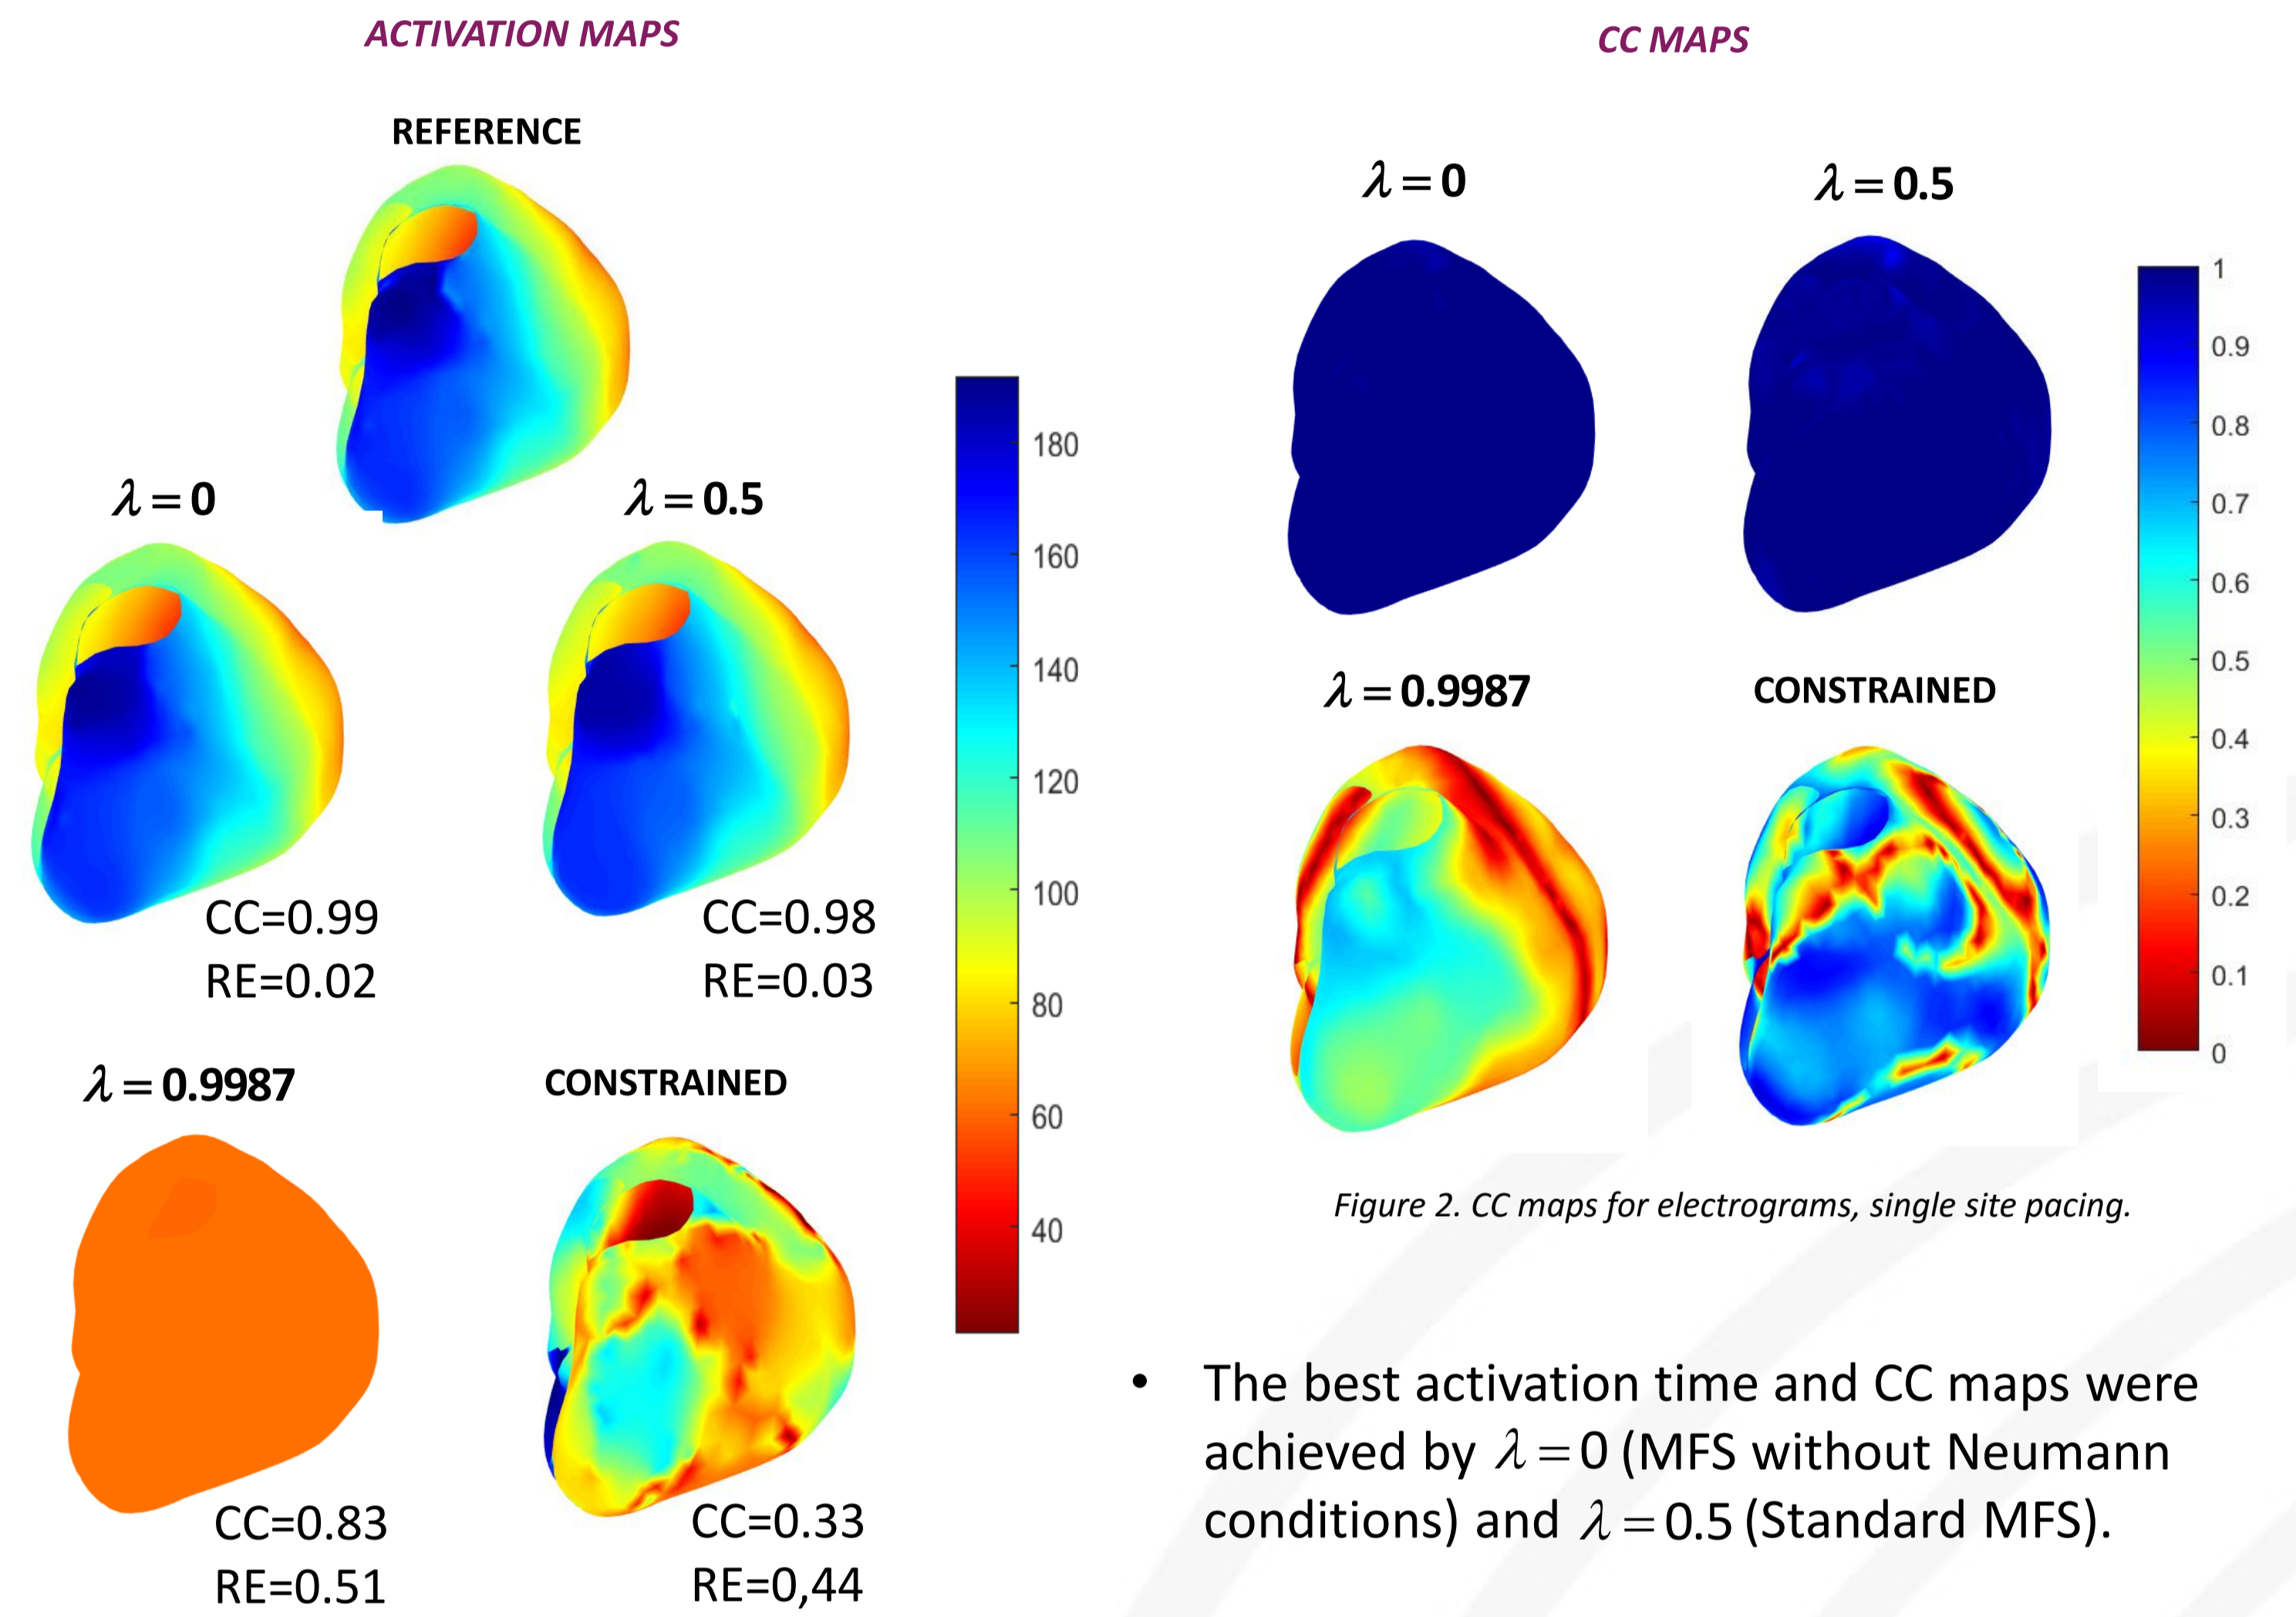 ACTIVATION MAPS
REFERENCE
λ = 0
λ = 0.5
CC=0.99
RE=0.02
CC=0.98
RE=0.03
λ = 0.9987
CONSTRAINED
CC=0.83
RE=0.51
CC=0.33
RE=0,44
180
160
140
120
100
80
60
40
CC MAPS
λ = 0
λ = 0.5
λ = 0.9987
CONSTRAINED
1
0.9
0.8
0.7
0.6
0.5
0.4
0.3
0.2
0.1
0
Figure 2. CC maps for electrograms, single site pacing.
• The best activation time and CC maps were
achieved by λ = 0 (MFS without Neumann
conditions) and λ = 0.5 (Standard MFS).